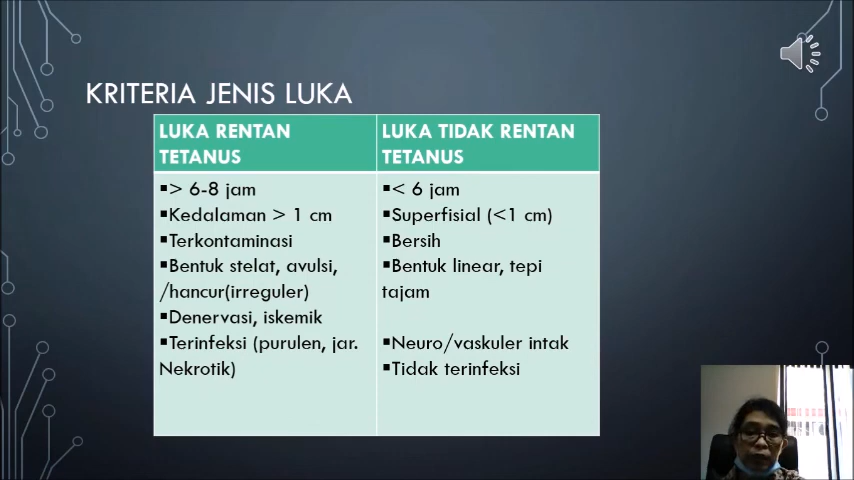 KRITERIA JENIS LUKA
LUKA RENTAN
TETANUS
▪> 6-8 jam
▪Kedalaman > 1 cm
▪Terkontaminasi
▪Bentuk stelat, avulsi,
/hancur(irreguler)
▪Denervasi, iskemik
▪Terinfeksi (purulen, jar.
Nekrotik)
LUKA TIDAK RENTAN
TETANUS
▪< 6 jam
▪Superfisial (<1 cm)
▪Bersih
▪Bentuk linear, tepi
tajam
▪Neuro/vaskuler intak
▪Tidak terinfeksi